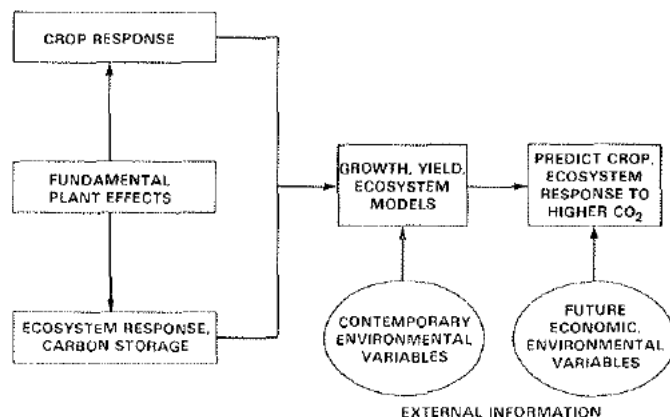 CROP RESPONSE
FUNDAMENTAL
PLANT EFFECTS
ECOSYSTEM RESPONSE,
CARBON STORAGE
GROWTH, YIELD,
ECOSYSTEM
MODELS
PREDICT CROP,
ECOSYSTEM
RESPONSE TO
HIGHER CO₂
CONTEMPORARY
ENVIRONMENTAL
VARIABLES
FUTURE
ECONOMIC,
ENVIRONMENTAL
VARIABLES
EXTERNAL INFORMATION